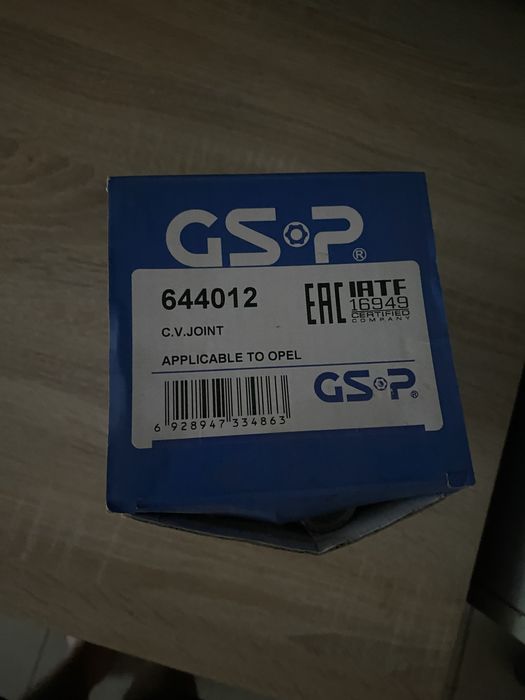 GSP®
644012
C.V.JOINT
APPLICABLE TO OPEL
EAC
IATF
16949
CERTIFIED
COMPANY
GSP®
6 928947 334863